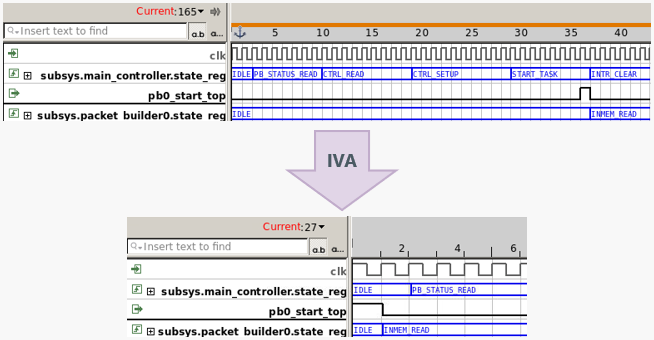 Current:165
Insert text to find
a.b a...
5 10 15 20 25 30 35 40
clk
subsys.main_controller.state_reg IDLE PB_STATUS_READ CTRL_READ CTRL_SETUP START_TASK INTR_CLEAR
pb0_start_top
subsys.packet_builder0.state_reg IDLE INMEM_READ
IVA
Current:27
Insert text to find
a.b a...
2 4 6
clk
subsys.main_controller.state_reg IDLE PB_STATUS_READ
pb0_start_top
subsys.packet_builder0.state_reg IDLE INMEM_READ